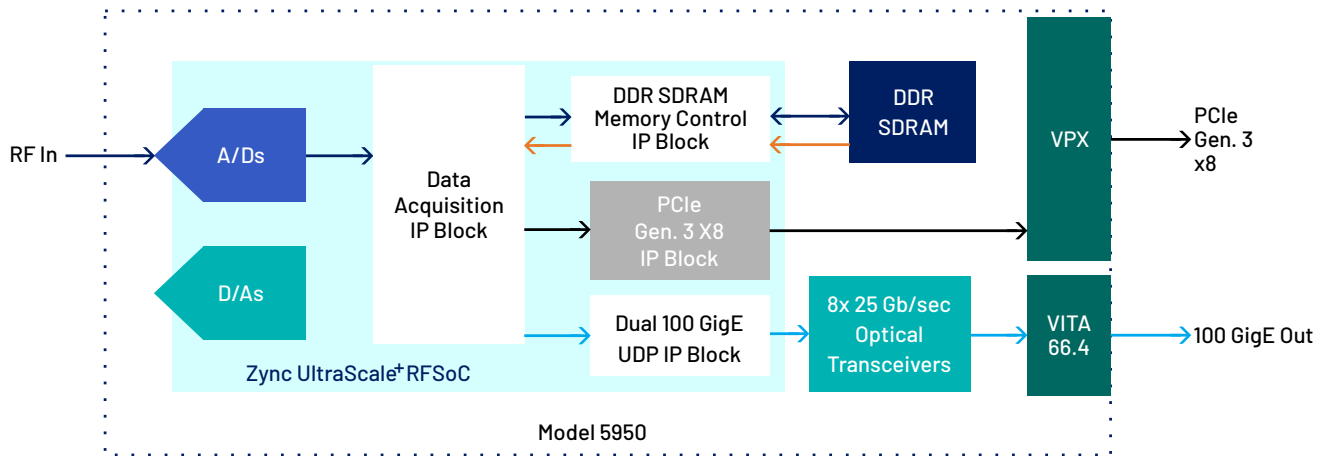 RF In
A/Ds
D/As
Data
Acquisition
IP Block
DDR SDRAM
Memory Control
IP Block
PCIe
Gen. 3 X8
IP Block
Dual 100 GigE
UDP IP Block
Zync UltraScale+ RFSoC
DDR
SDRAM
8x 25 Gb/sec
Optical
Transceivers
VPX
VITA
66.4
PCIe
Gen. 3
x8
100 GigE Out
Model 5950